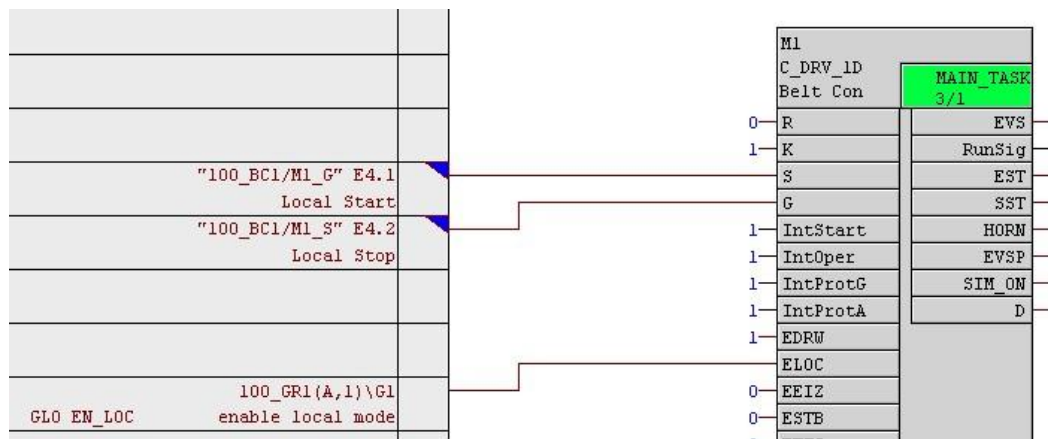 M1
C_DRV_1D
Belt Con
MAIN_TASK
3/1
0 R EVS
1 K RunSig
"100_BC1/M1_G" E4.1 S EST
Local Start G SST
"100_BC1/M1_S" E4.2 1 IntStart HORN
Local Stop 1 IntOper EVSP
1 IntProtG SIM_ON
1 IntProtA D
1 EDRW
ELOC
100_GR1(A,1)\G1 0 EEIZ
GL0 EN_LOC enable local mode 0 ESTB